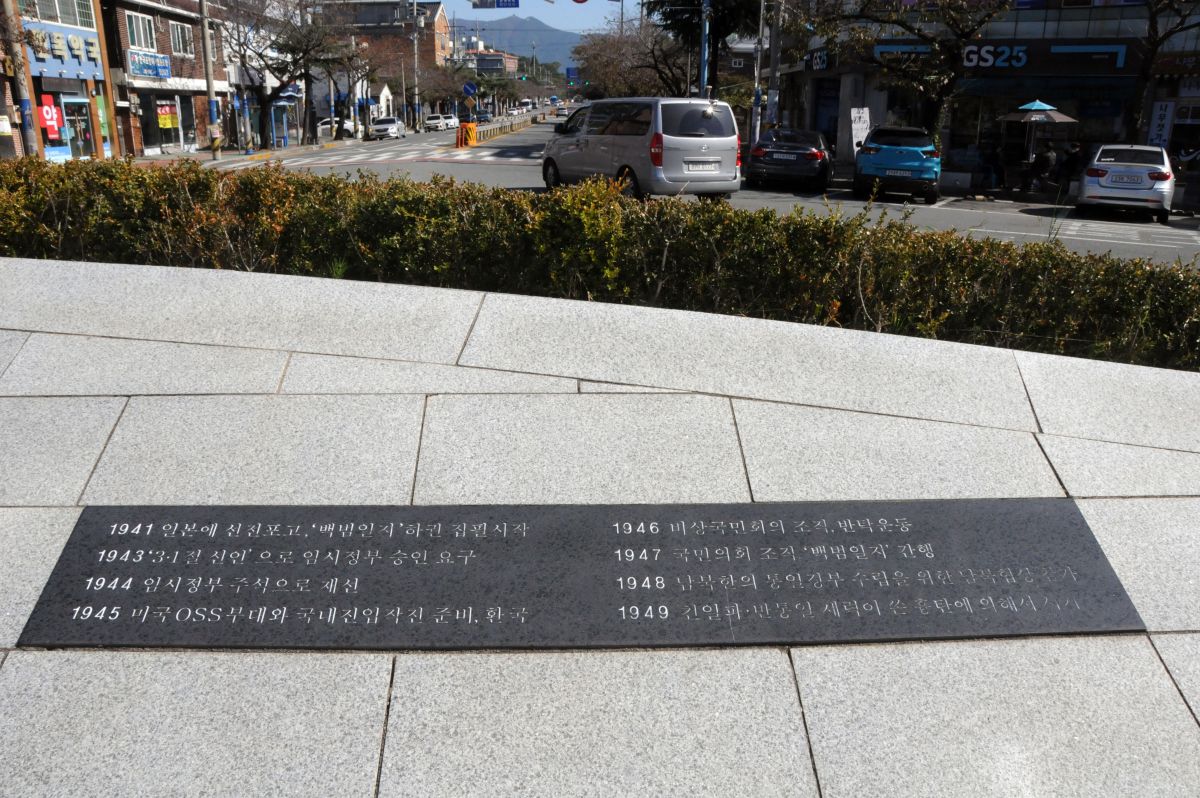 GS25
GS25
약
1941 일본에 선전포고, '백범일지'하권 집필시작
1943 '3·1절 선언'으로 임시정부 승인 요구
1944 임시정부 주석으로 재선
1945 미국OSS부대와 국내진입작전 준비, 환국
1946 비상국민회의 조직, 반탁운동
1947 국민의회 조직 '백범일지' 간행
1948 남북한의 통일정부 수립을 위한 남북협상 참가
1949 친일파·반통일 세력이 쏜 흉탄에 의해서 서거